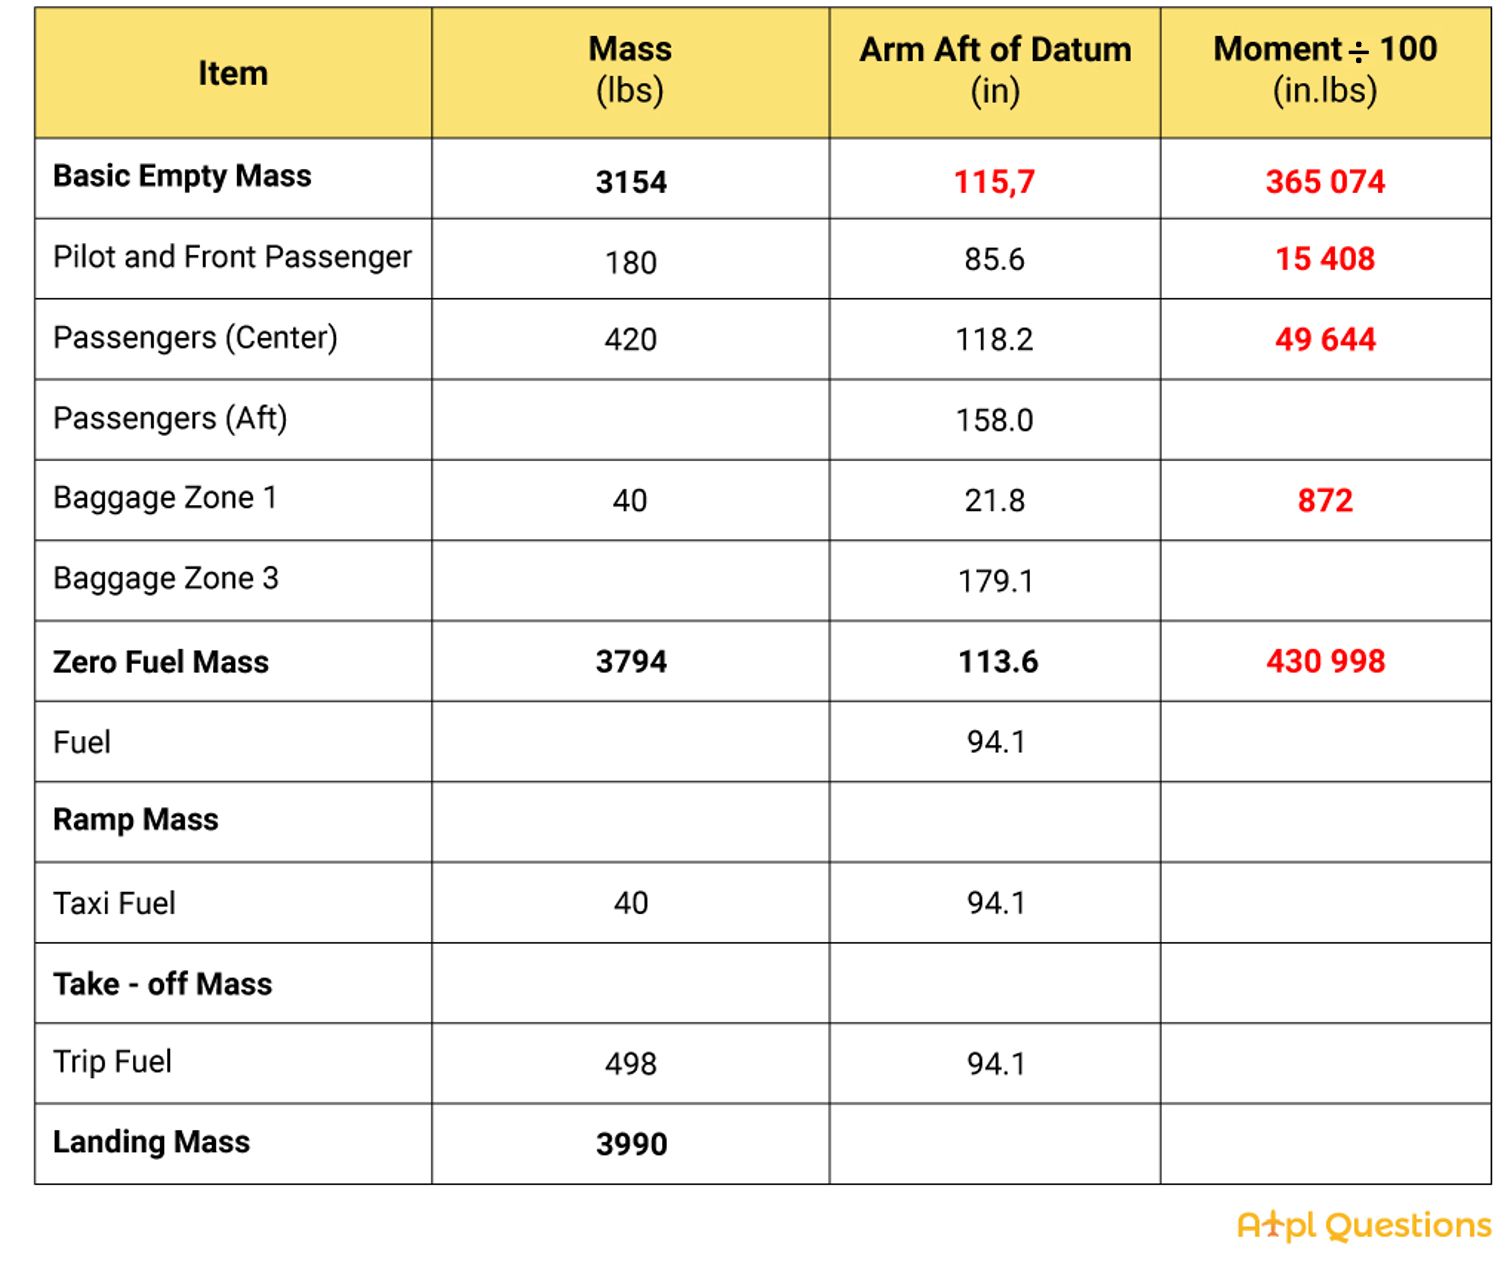 Item Mass (lbs) Arm Aft of Datum (in) Moment ÷ 100 (in.lbs)
Basic Empty Mass 3154 115,7 365 074
Pilot and Front Passenger 180 85.6 15 408
Passengers (Center) 420 118.2 49 644
Passengers (Aft) 158.0
Baggage Zone 1 40 21.8 872
Baggage Zone 3 179.1
Zero Fuel Mass 3794 113.6 430 998
Fuel 94.1
Ramp Mass
Taxi Fuel 40 94.1
Take - off Mass
Trip Fuel 498 94.1
Landing Mass 3990
Atpl Questions